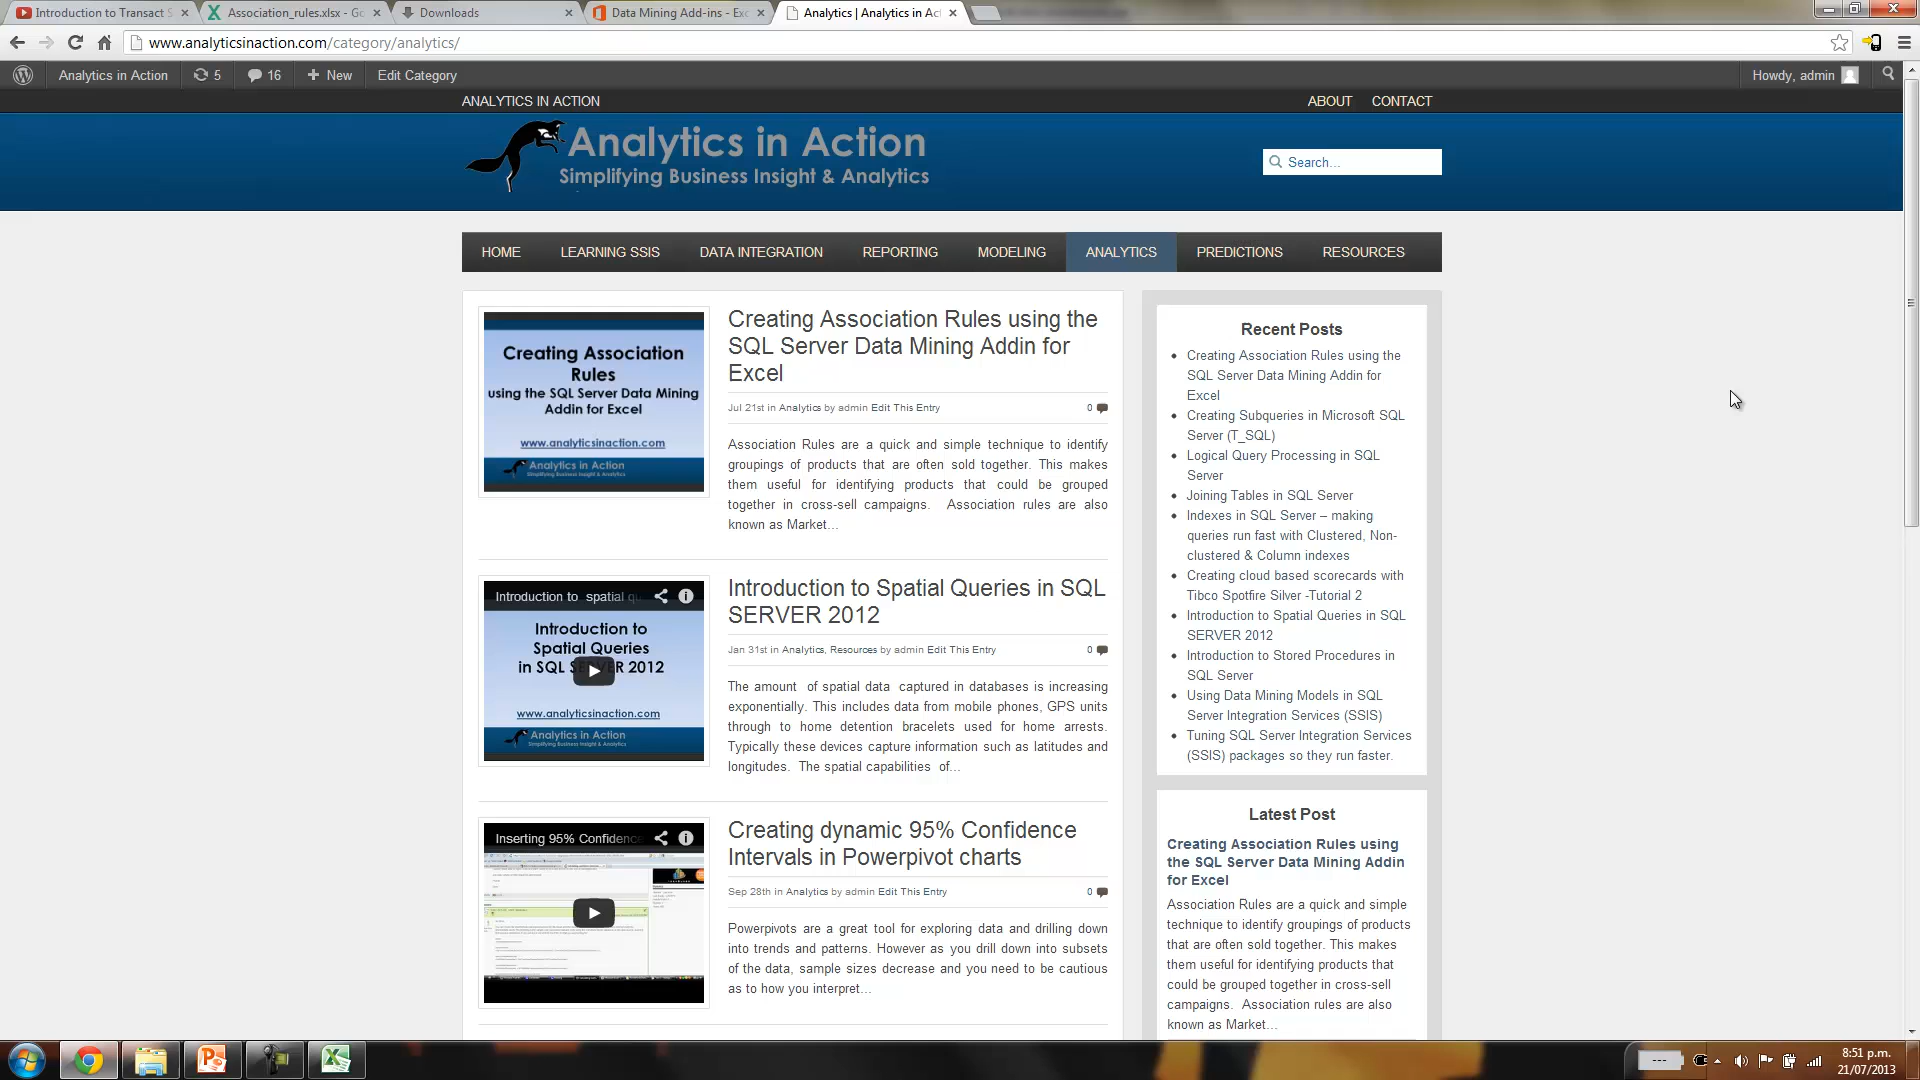 Introduction to Transact S
Association_rules.xlsx - Go
Downloads
Data Mining Add-ins - Exc
Analytics | Analytics in Ac
www.analyticsinaction.com/category/analytics/
Analytics in Action
5
16
New
Edit Category
Howdy, admin
ANALYTICS IN ACTION
ABOUT
CONTACT
Analytics in Action
Simplifying Business Insight & Analytics
Search...
HOME
LEARNING SSIS
DATA INTEGRATION
REPORTING
MODELING
ANALYTICS
PREDICTIONS
RESOURCES
Creating Association
Rules
using the SQL Server Data Mining
Addin for Excel
www.analyticsinaction.com
Analytics in Action
Simplifying Business Insight & Analytics
Creating Association Rules using the
SQL Server Data Mining Addin for
Excel
Jul 21st in Analytics by admin Edit This Entry
0
Association Rules are a quick and simple technique to identify
groupings of products that are often sold together. This makes
them useful for identifying products that could be grouped
together in cross-sell campaigns. Association rules are also
known as Market...
Introduction to spatial qu
Introduction to
Spatial Queries
in SQL SERVER 2012
www.analyticsinaction.com
Analytics in Action
Simplifying Business Insight & Analytics
Introduction to Spatial Queries in SQL
SERVER 2012
Jan 31st in Analytics, Resources by admin Edit This Entry
0
The amount of spatial data captured in databases is increasing
exponentially. This includes data from mobile phones, GPS units
through to home detention bracelets used for home arrests.
Typically these devices capture information such as latitudes and
longitudes. The spatial capabilities of...
Inserting 95% Confidenc
Creating dynamic 95% Confidence
Intervals in Powerpivot charts
Sep 28th in Analytics by admin Edit This Entry
0
Powerpivots are a great tool for exploring data and drilling down
into trends and patterns. However as you drill down into subsets
of the data, sample sizes decrease and you need to be cautious
as to how you interpret...
Recent Posts
Creating Association Rules using the
SQL Server Data Mining Addin for
Excel
Creating Subqueries in Microsoft SQL
Server (T_SQL)
Logical Query Processing in SQL
Server
Joining Tables in SQL Server
Indexes in SQL Server – making
queries run fast with Clustered, Non-
clustered & Column indexes
Creating cloud based scorecards with
Tibco Spotfire Silver -Tutorial 2
Introduction to Spatial Queries in SQL
SERVER 2012
Introduction to Stored Procedures in
SQL Server
Using Data Mining Models in SQL
Server Integration Services (SSIS)
Tuning SQL Server Integration Services
(SSIS) packages so they run faster.
Latest Post
Creating Association Rules using
the SQL Server Data Mining Addin
for Excel
Association Rules are a quick and simple
technique to identify groupings of products
that are often sold together. This makes
them useful for identifying products that
could be grouped together in cross-sell
campaigns. Association rules are also
known as Market...
8:51 p.m.
21/07/2013